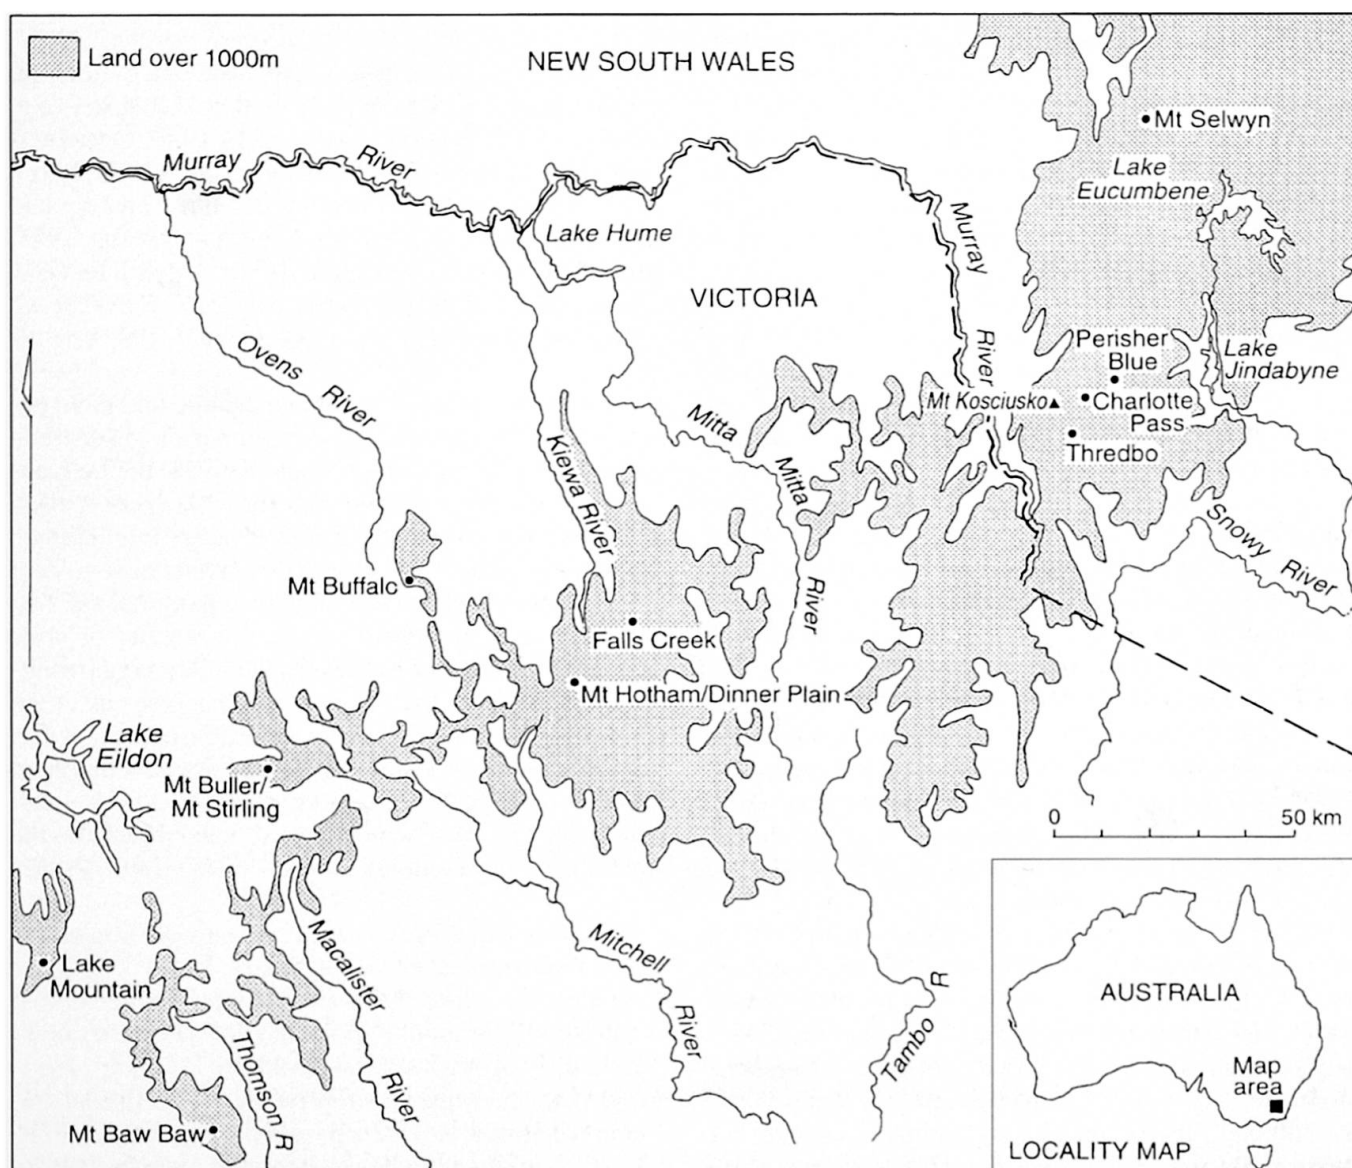 Land over 1000m
NEW SOUTH WALES
Mt Selwyn
Murray
River
Lake
Eucumbene
Lake Hume
Murray
River
VICTORIA
Perisher
Blue
Lake
Jindabyne
Ovens
River
Mt Kosciusko
Charlotte
Pass
Thredbo
Mitta
Mitta
River
Kiewa River
Snowy
River
Mt Buffalo
Falls Creek
Mt Hotham/Dinner Plain
Lake
Eildon
Mt Buller/
Mt Stirling
0
50 km
Lake
Mountain
Macallister
River
Mitchell
River
Tambo
R
Thomson
R
Mt Baw Baw
AUSTRALIA
Map
area
LOCALITY MAP